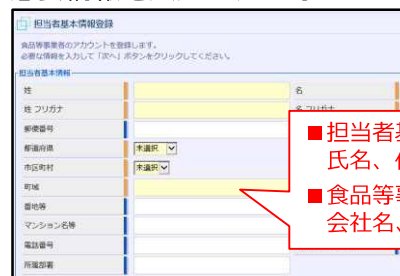 担当者基本情報登録
食品等事業者のアカウントを登録します。
必要な情報を入力して「次へ」ボタンをクリックしてください。
担当者基本情報
姓
名
姓 フリガナ
名 フリガナ
郵便番号
都道府県
未選択
市区町村
未選択
町域
番地等
マンション名等
電話番号
所属部署
■担当者基
氏名、
■食品等事
会社名、